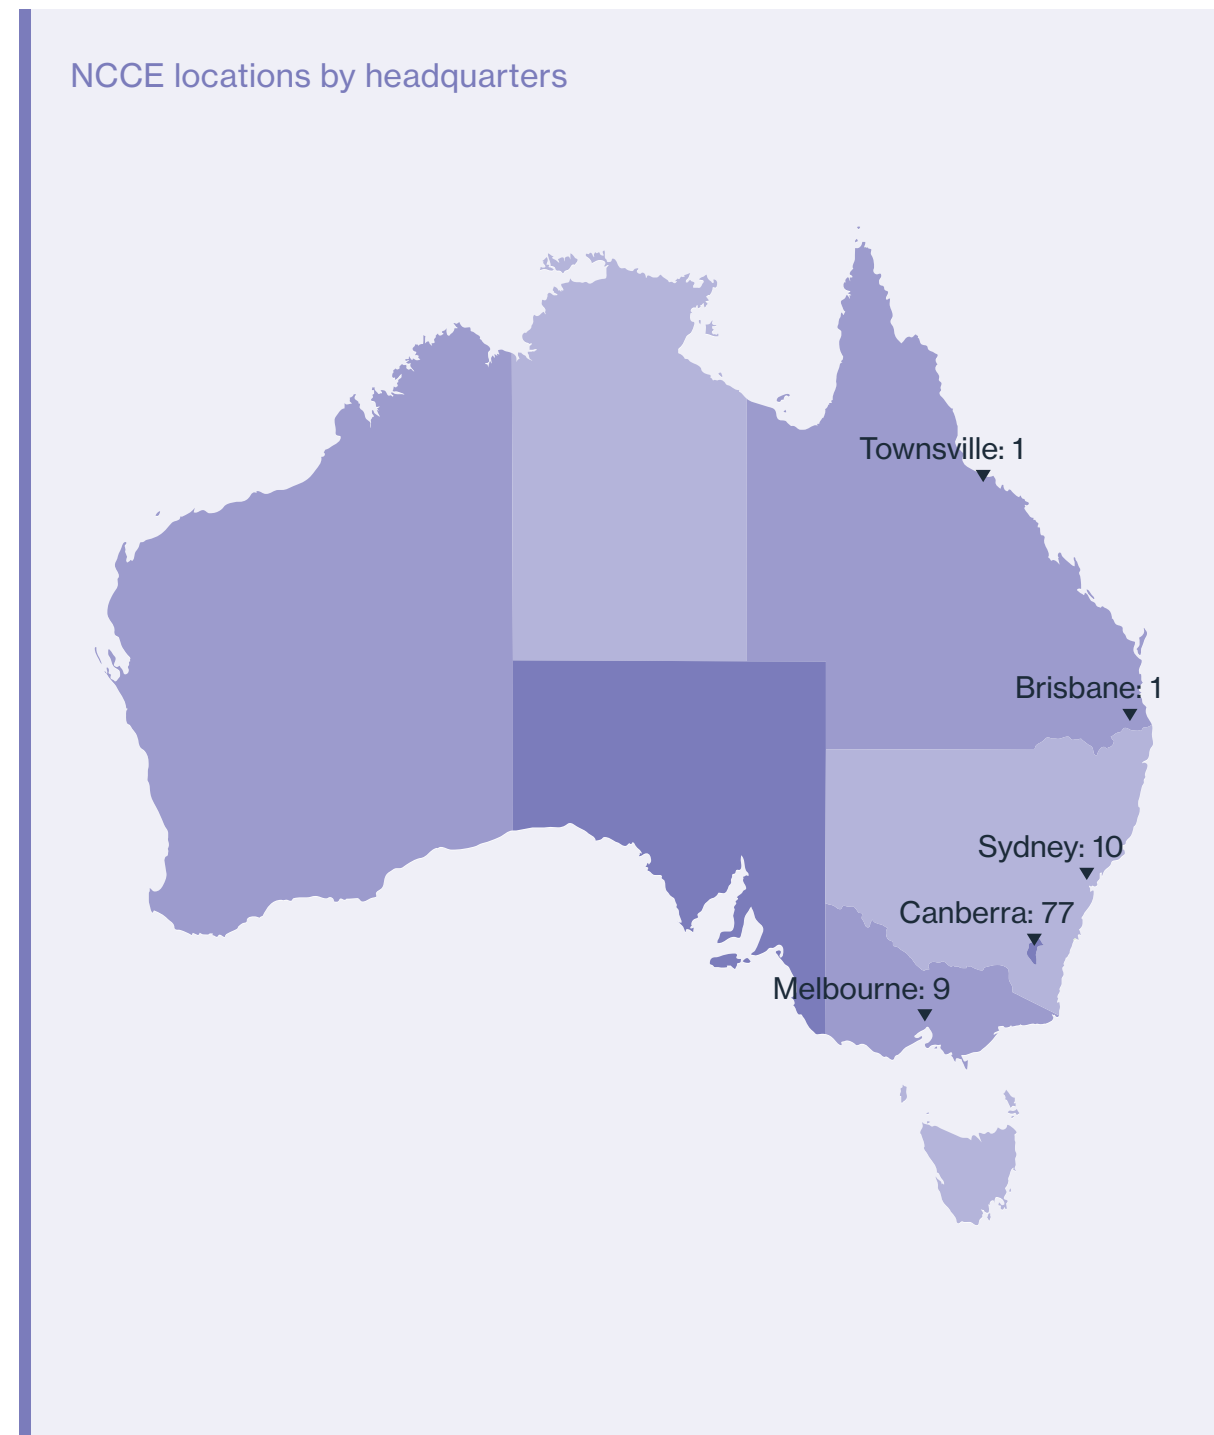 NCCE locations by headquarters
Townsville: 1
Brisbane: 1
Sydney: 10
Canberra: 77
Melbourne: 9